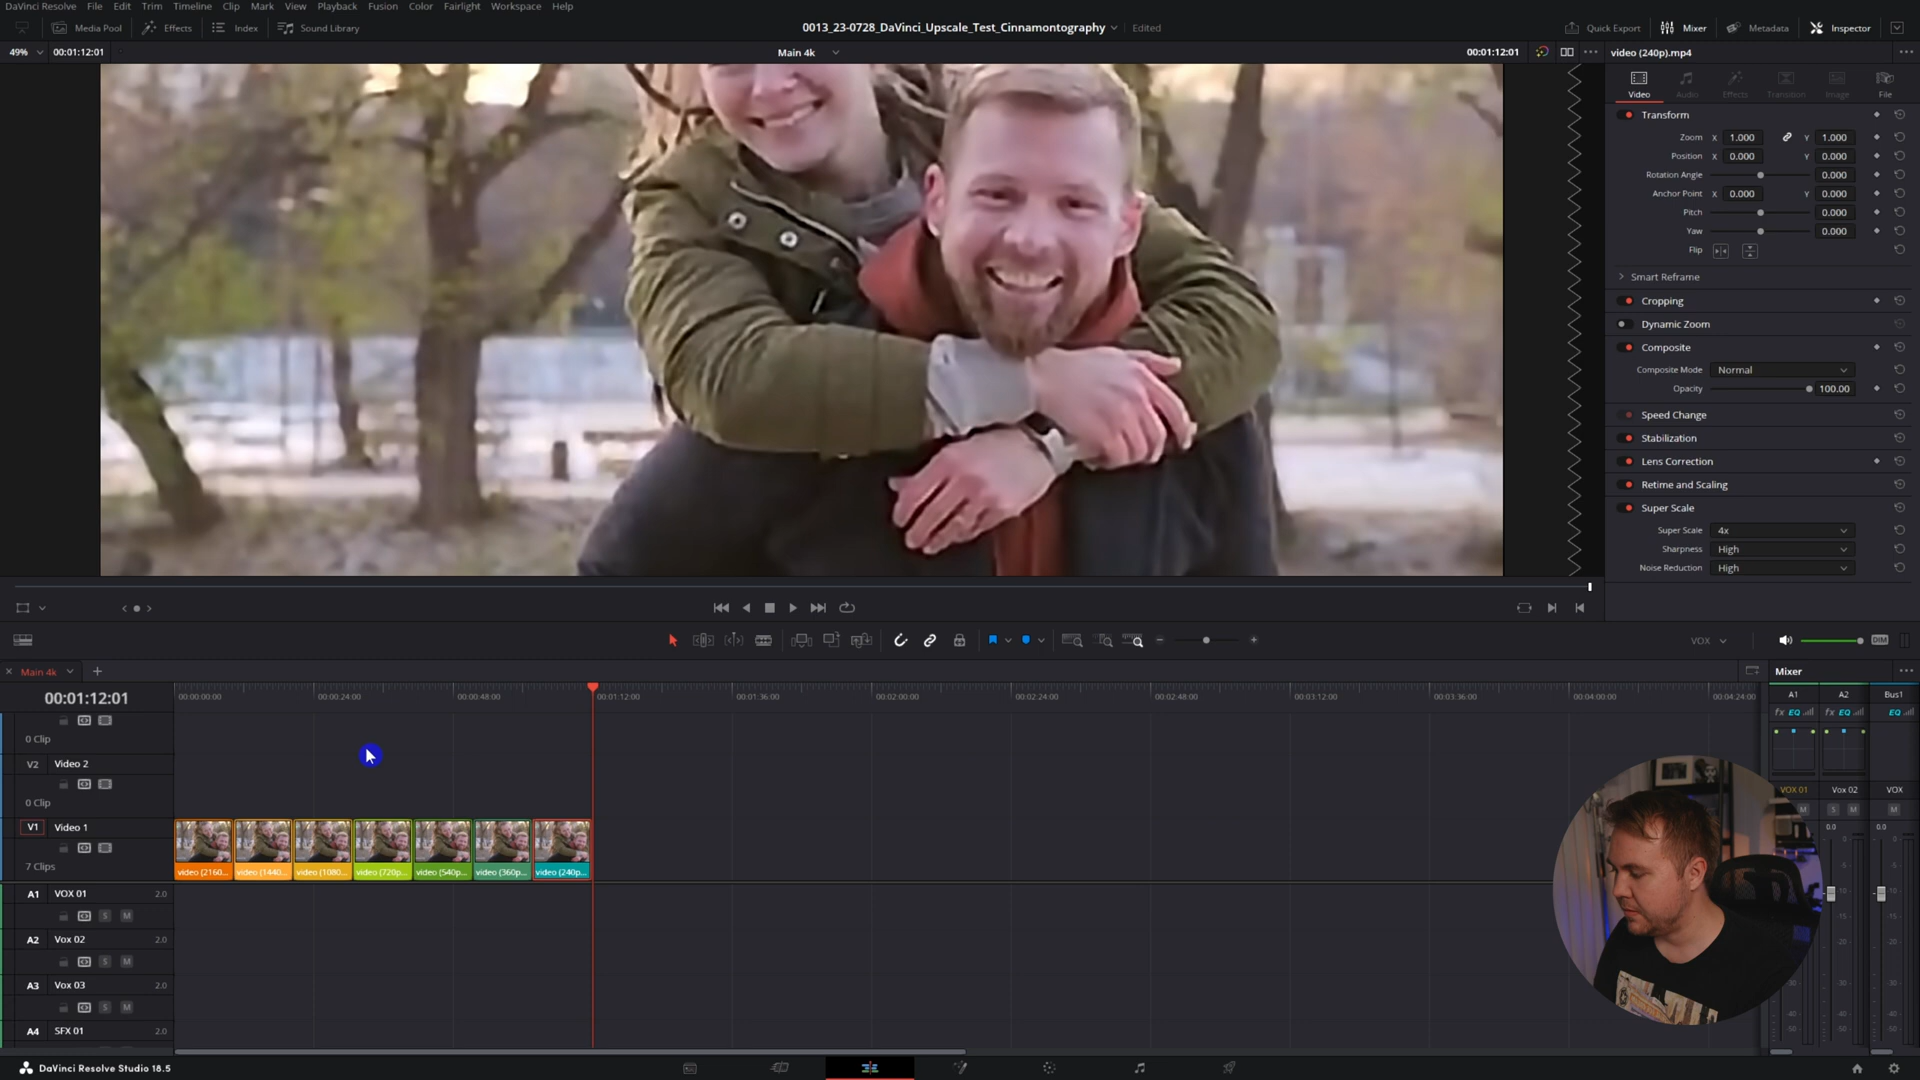 DaVinci Resolve File Edit Trim Timeline Clip Mark View Playback Fusion Color Fairlight Workspace Help
Media Pool Effects Index Sound Library 0013_23-0728_DaVinci_Upscale_Test_Cinnamontography Edited Quick Export Mixer Metadata Inspector
49% 00:01:12:01 Main 4k 00:01:12:01 video (240p).mp4
Video Audio Effects Transition Image File
Transform
Zoom X 1.000 Y 1.000
Position X 0.000 Y 0.000
Rotation Angle 0.000
Anchor Point X 0.000 Y 0.000
Pitch 0.000
Yaw 0.000
Flip
Smart Reframe
Cropping
Dynamic Zoom
Composite
Composite Mode Normal
Opacity 100.00
Speed Change
Stabilization
Lens Correction
Retime and Scaling
Super Scale
Super Scale 4x
Sharpness High
Noise Reduction High
VOX DIM
Main 4k Mixer
00:01:12:01 00:00:00:00 00:00:24:00 00:00:48:00 00:01:12:00 00:01:36:00 00:02:00:00 00:02:24:00 00:02:48:00 00:03:12:00 00:03:36:00 00:04:00:00 00:04:24:00
A1 A2 Bus1
fx EQ fx EQ EQ
0 Clip
V2 Video 2
0 Clip
VOX 01 Vox 02 VOX
M S M M
V1 Video 1
0.0 0.0
7 Clips
video (2160... video (1440... video (1080... video (720p... video (540p... video (360p... video (240p...
A1 VOX 01 2.0
S M
A2 Vox 02 2.0
S M
A3 Vox 03 2.0
S M
A4 SFX 01 2.0
DaVinci Resolve Studio 18.5